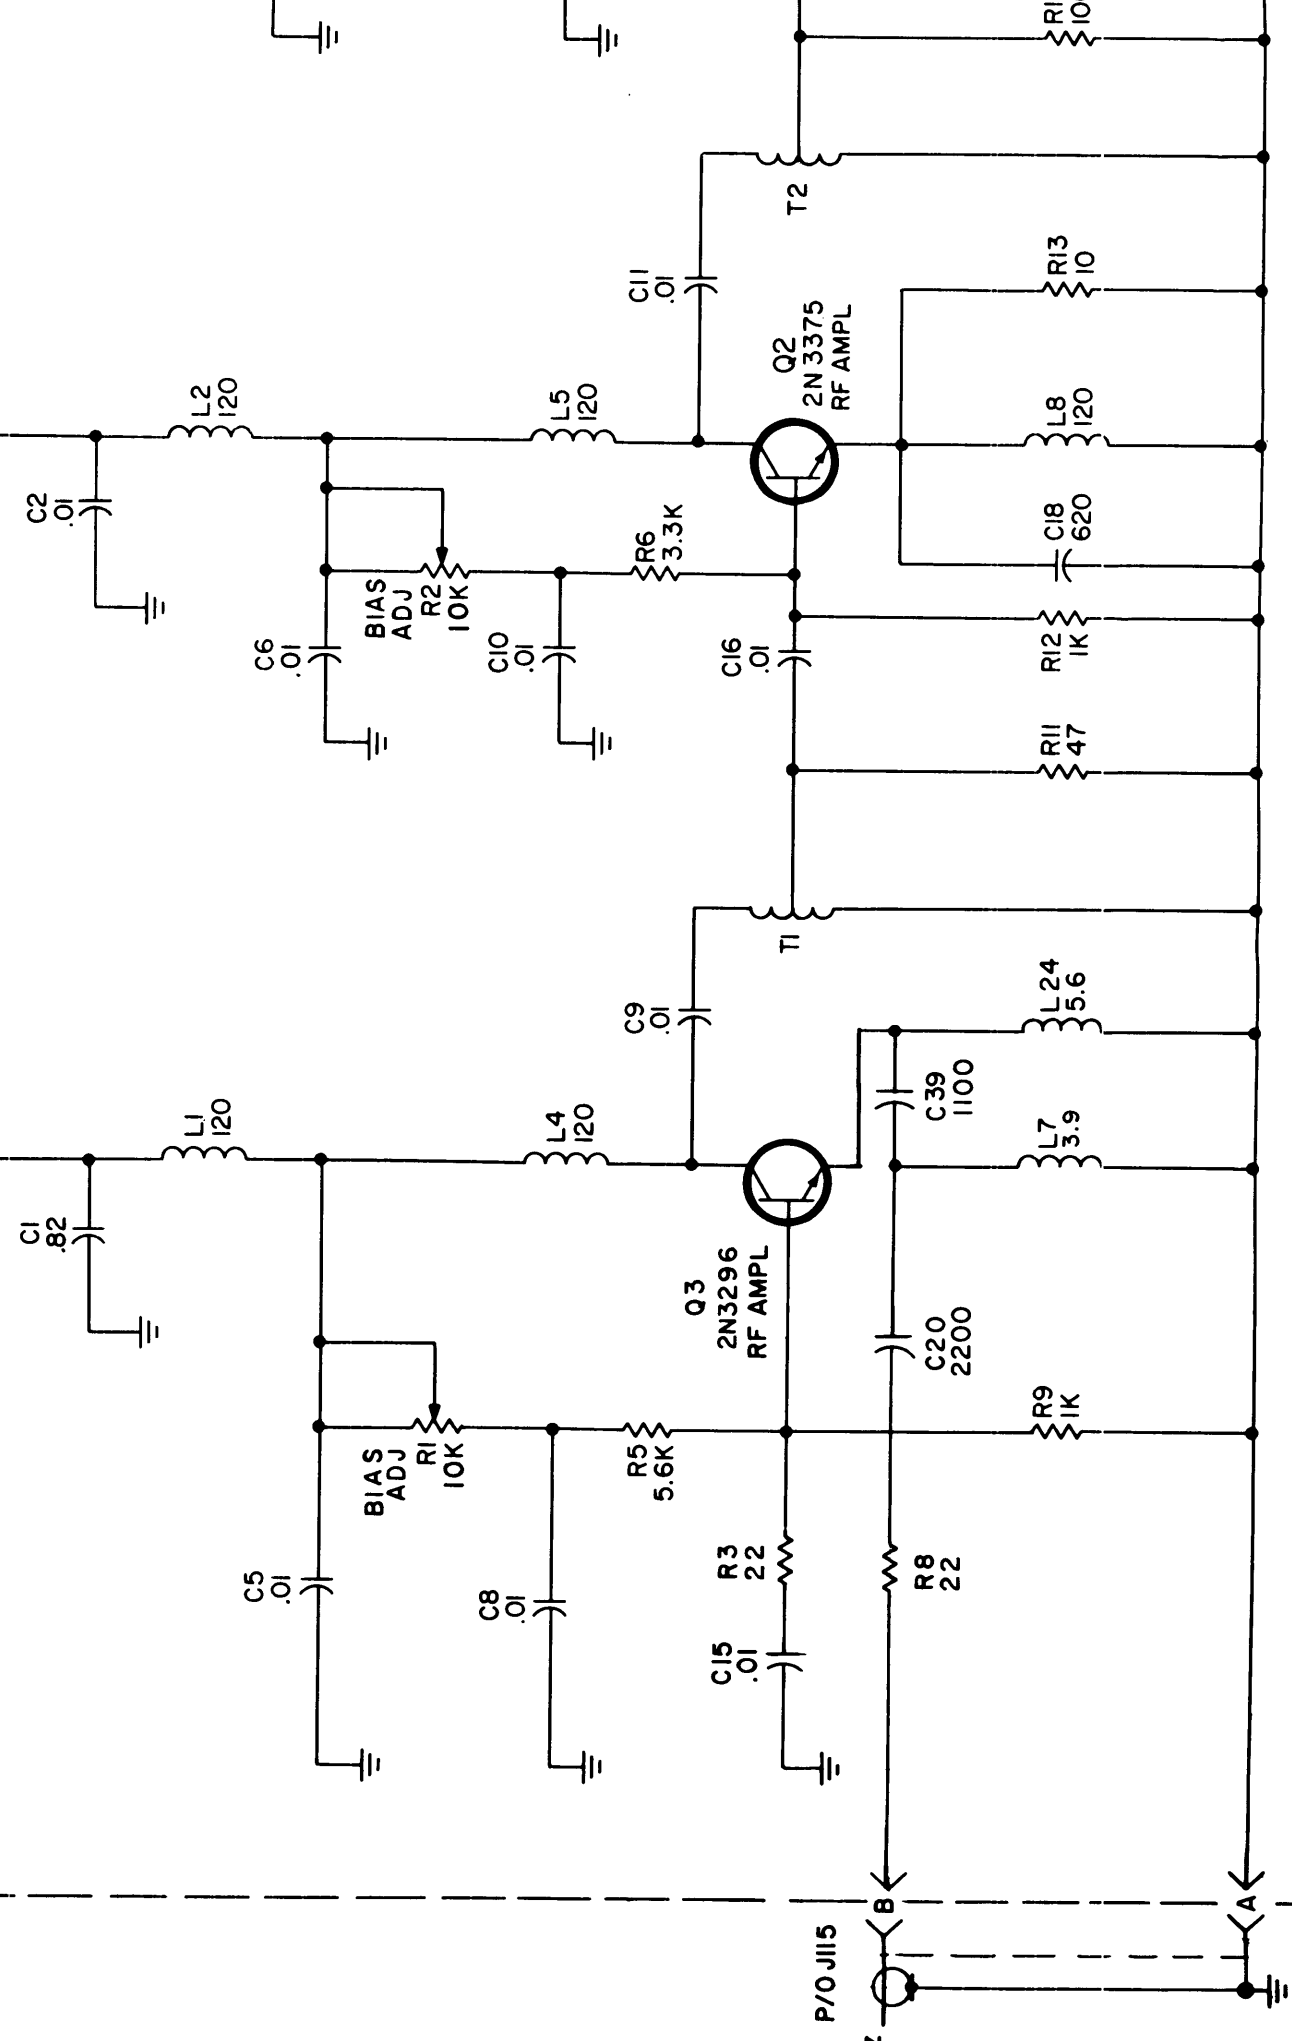 R1
10
T2
C11
.01
R13
10
Q2
2N3375
RF AMPL
L2
120
L5
120
L8
120
C2
.01
R6
3.3K
C18
620
BIAS
ADJ
R2
10K
C6
.01
C10
.01
C16
.01
R12
1K
R11
47
T1
L24
5.6
C9
.01
C39
1100
L1
120
L4
120
L7
3.9
C1
.82
Q3
2N3296
RF AMPL
C20
2200
R9
1K
BIAS
ADJ
R1
10K
R5
5.6K
C5
.01
C8
.01
R3
22
R8
22
C15
.01
B
A
P/O J115